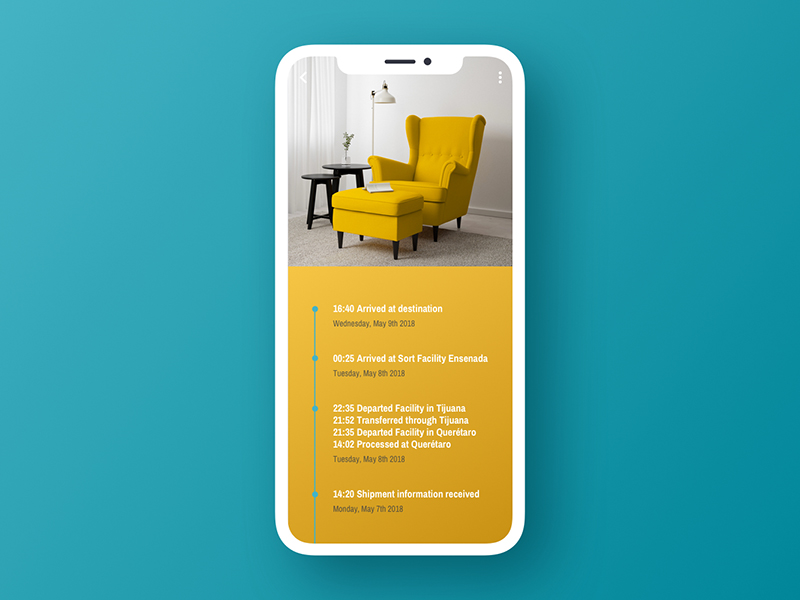 16:40 Arrived at destination
Wednesday, May 9th 2018
00:25 Arrived at Sort Facility Ensenada
Tuesday, May 8th 2018
22:35 Departed Facility in Tijuana
21:52 Transferred through Tijuana
21:35 Departed Facility in Querétaro
14:02 Processed at Querétaro
Tuesday, May 8th 2018
14:20 Shipment information received
Monday, May 7th 2018